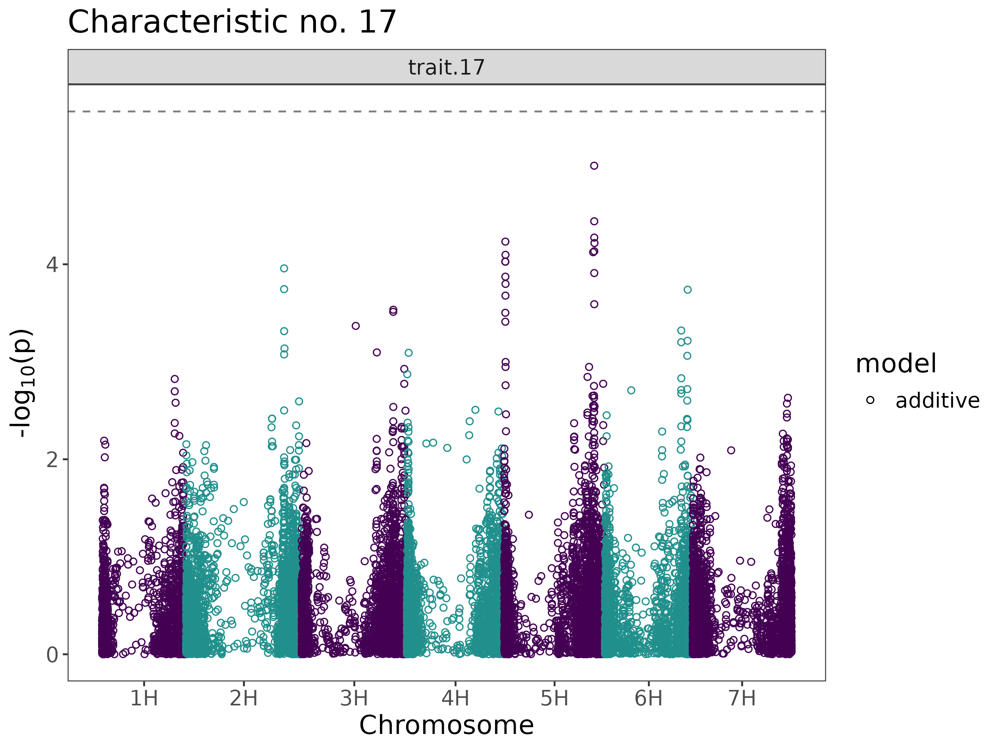 Characteristic no. 17
trait.17
-log10(p)
4
2
0
1H 2H 3H 4H 5H 6H 7H
Chromosome
model
additive